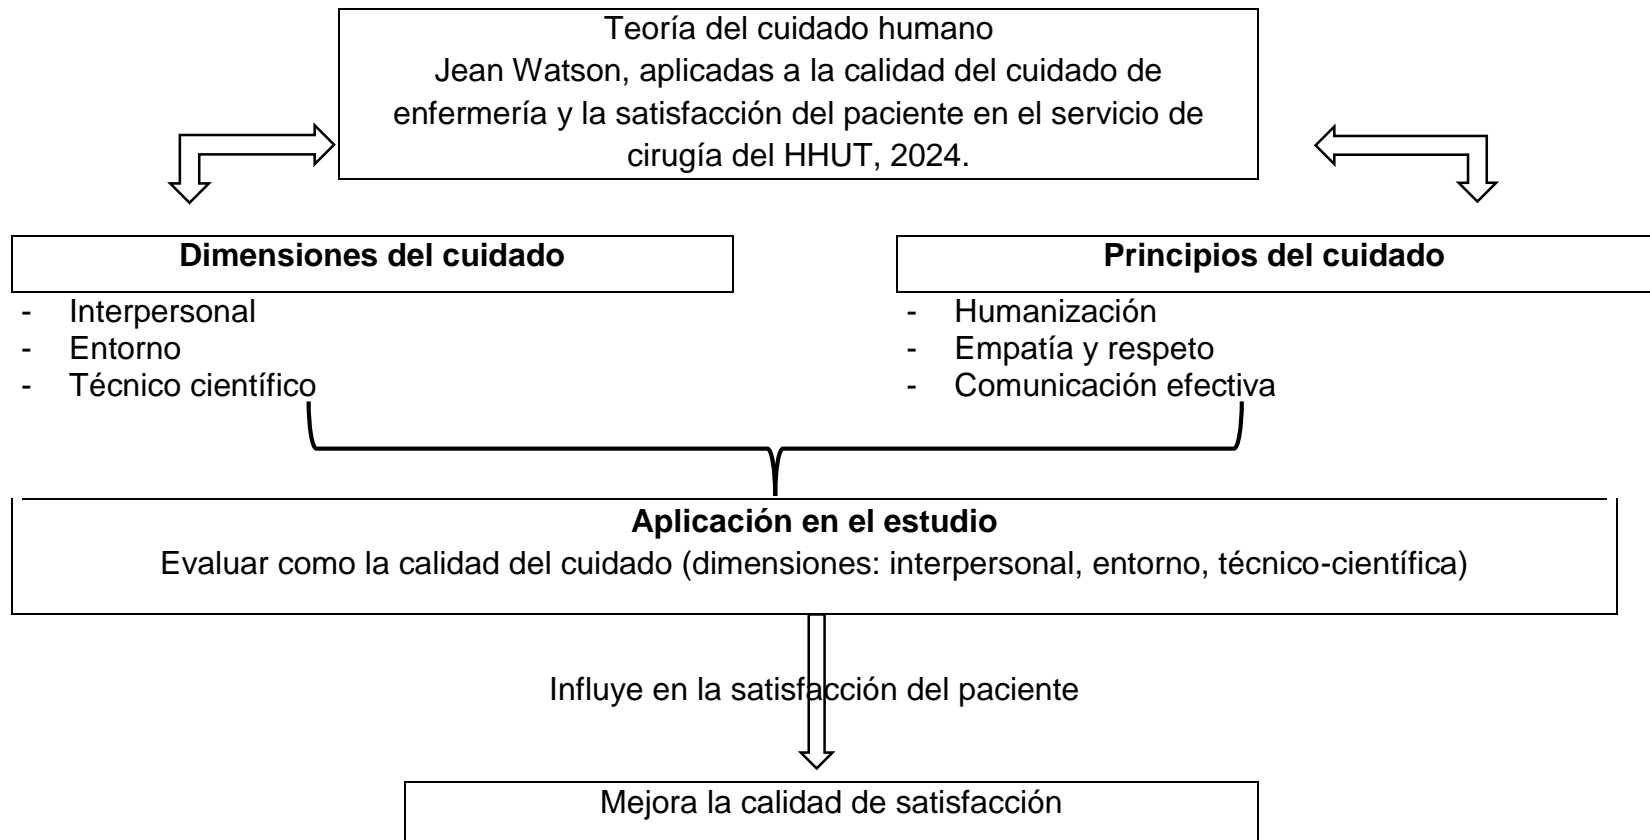 Teoría del cuidado humano
Jean Watson, aplicadas a la calidad del cuidado de
enfermería y la satisfacción del paciente en el servicio de
cirugía del HHUT, 2024.
Dimensiones del cuidado
- Interpersonal
- Entorno
- Técnico científico
Principios del cuidado
- Humanización
- Empatía y respeto
- Comunicación efectiva
Aplicación en el estudio
Evaluar como la calidad del cuidado (dimensiones: interpersonal, entorno, técnico-científica)
Influye en la satisfacción del paciente
Mejora la calidad de satisfacción